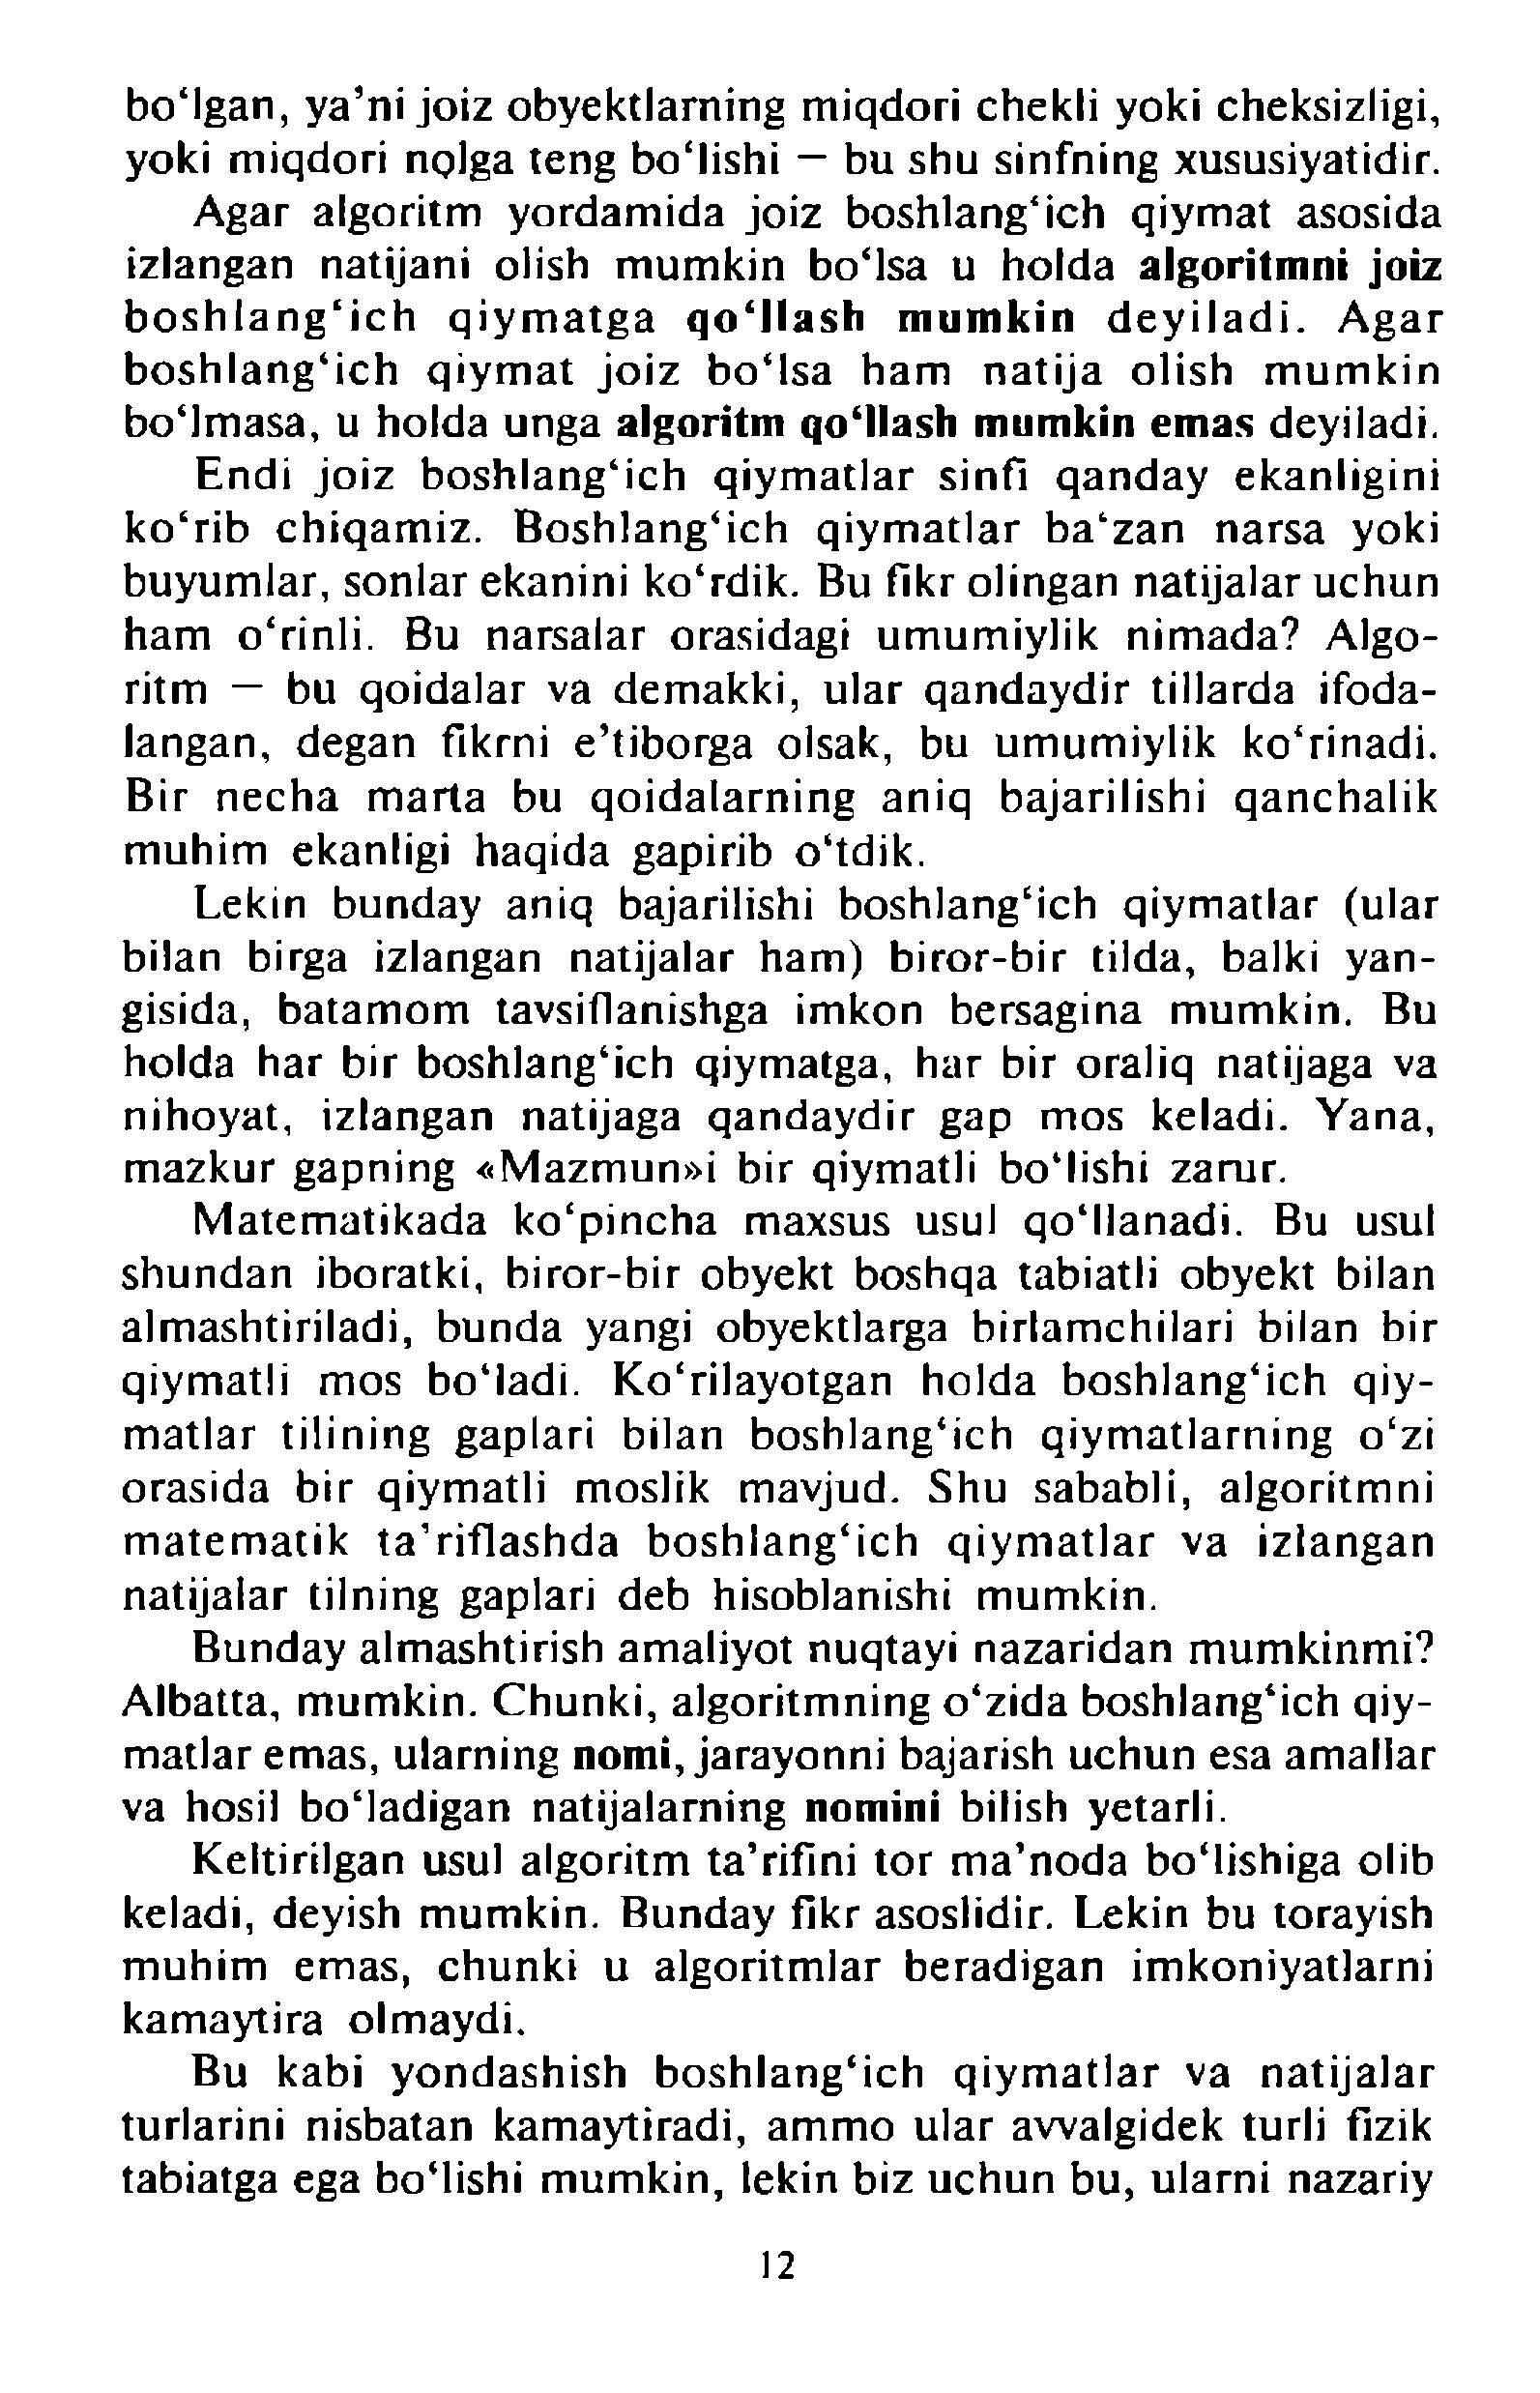 bo‘lgan, ya’ni joiz obyektlarning miqdori chekli yoki cheksizligi,
yoki miqdori nolga teng bo‘lishi — bu shu sinfning xususiyatidir.
Agar algoritm yordamida joiz boshlang‘ich qiymat asosida
izlangan natijani olish mumkin bo‘lsa u holda algoritmni joiz
boshlang‘ich qiymatga qo‘llash mumkin deyiladi. Agar
boshlang‘ich qiymat joiz bo‘lsa ham natija olish mumkin
bo‘lmasa, u holda unga algoritm qo‘llash mumkin emas deyiladi.
Endi joiz boshlang‘ich qiymatlar sinfi qanday ekanligini
ko‘rib chiqamiz. Boshlang‘ich qiymatlar ba‘zan narsa yoki
buyumlar, sonlar ekanini ko‘rdik. Bu fikr olingan natijalar uchun
ham o‘rinli. Bu narsalar orasidagi umumiylik nimada? Algo-
ritm — bu qoidalar va demakki, ular qandaydir tillarda ifoda-
langan, degan fikrni e’tiborga olsak, bu umumiylik ko‘rinadi.
Bir necha marta bu qoidalarning aniq bajarilishi qanchalik
muhim ekanligi haqida gapirib o‘tdik.
Lekin bunday aniq bajarilishi boshlang‘ich qiymatlar (ular
bilan birga izlangan natijalar ham) biror-bir tilda, balki yan-
gisida, batamom tavsiflanishga imkon bersagina mumkin. Bu
holda har bir boshlang‘ich qiymatga, har bir oraliq natijaga va
nihoyat, izlangan natijaga qandaydir gap mos keladi. Yana,
mazkur gapning «Mazmun»i bir qiymatli bo‘lishi zarur.
Matematikada ko‘pincha maxsus usul qo‘llanadi. Bu usul
shundan iboratki, biror-bir obyekt boshqa tabiatli obyekt bilan
almashtiriladi, bunda yangi obyektlarga birlamchilari bilan bir
qiymatli mos bo‘ladi. Ko‘rilayotgan holda boshlang‘ich qiy-
matlar tilining gaplari bilan boshlang‘ich qiymatlarning o‘zi
orasida bir qiymatli moslik mavjud. Shu sababli, algoritmni
matematik ta’riflashda boshlang‘ich qiymatlar va izlangan
natijalar tilning gaplari deb hisoblanishi mumkin.
Bunday almashtirish amaliyot nuqtayi nazaridan mumkinmi?
Albatta, mumkin. Chunki, algoritmning o‘zida boshlang‘ich qiy-
matlar emas, ularning nomi, jarayonni bajarish uchun esa amallar
va hosil bo‘ladigan natijalarning nomini bilish yetarli.
Keltirilgan usul algoritm ta’rifini tor ma’noda bo‘lishiga olib
keladi, deyish mumkin. Bunday fikr asoslidir. Lekin bu torayish
muhim emas, chunki u algoritmlar beradigan imkoniyatlarni
kamaytira olmaydi.
Bu kabi yondashish boshlang‘ich qiymatlar va natijalar
turlarini nisbatan kamaytiradi, ammo ular avvalgidek turli fizik
tabiatga ega bo‘lishi mumkin, lekin biz uchun bu, ularni nazariy
12